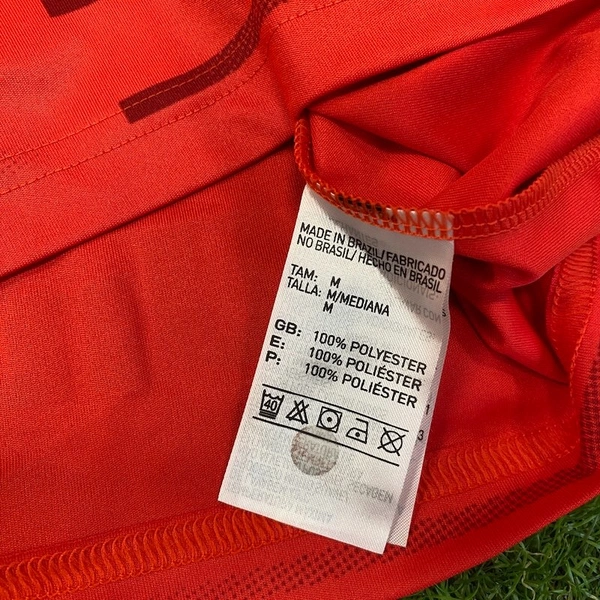 MADE IN BRAZIL/FABRICADO
NO BRASIL/ HECHO EN BRASIL
TAM: M
TALLA: M/MEDIANA
M
GB: 100% POLYESTER
E: 100% POLIÉSTER
P: 100% POLIÉSTER
40